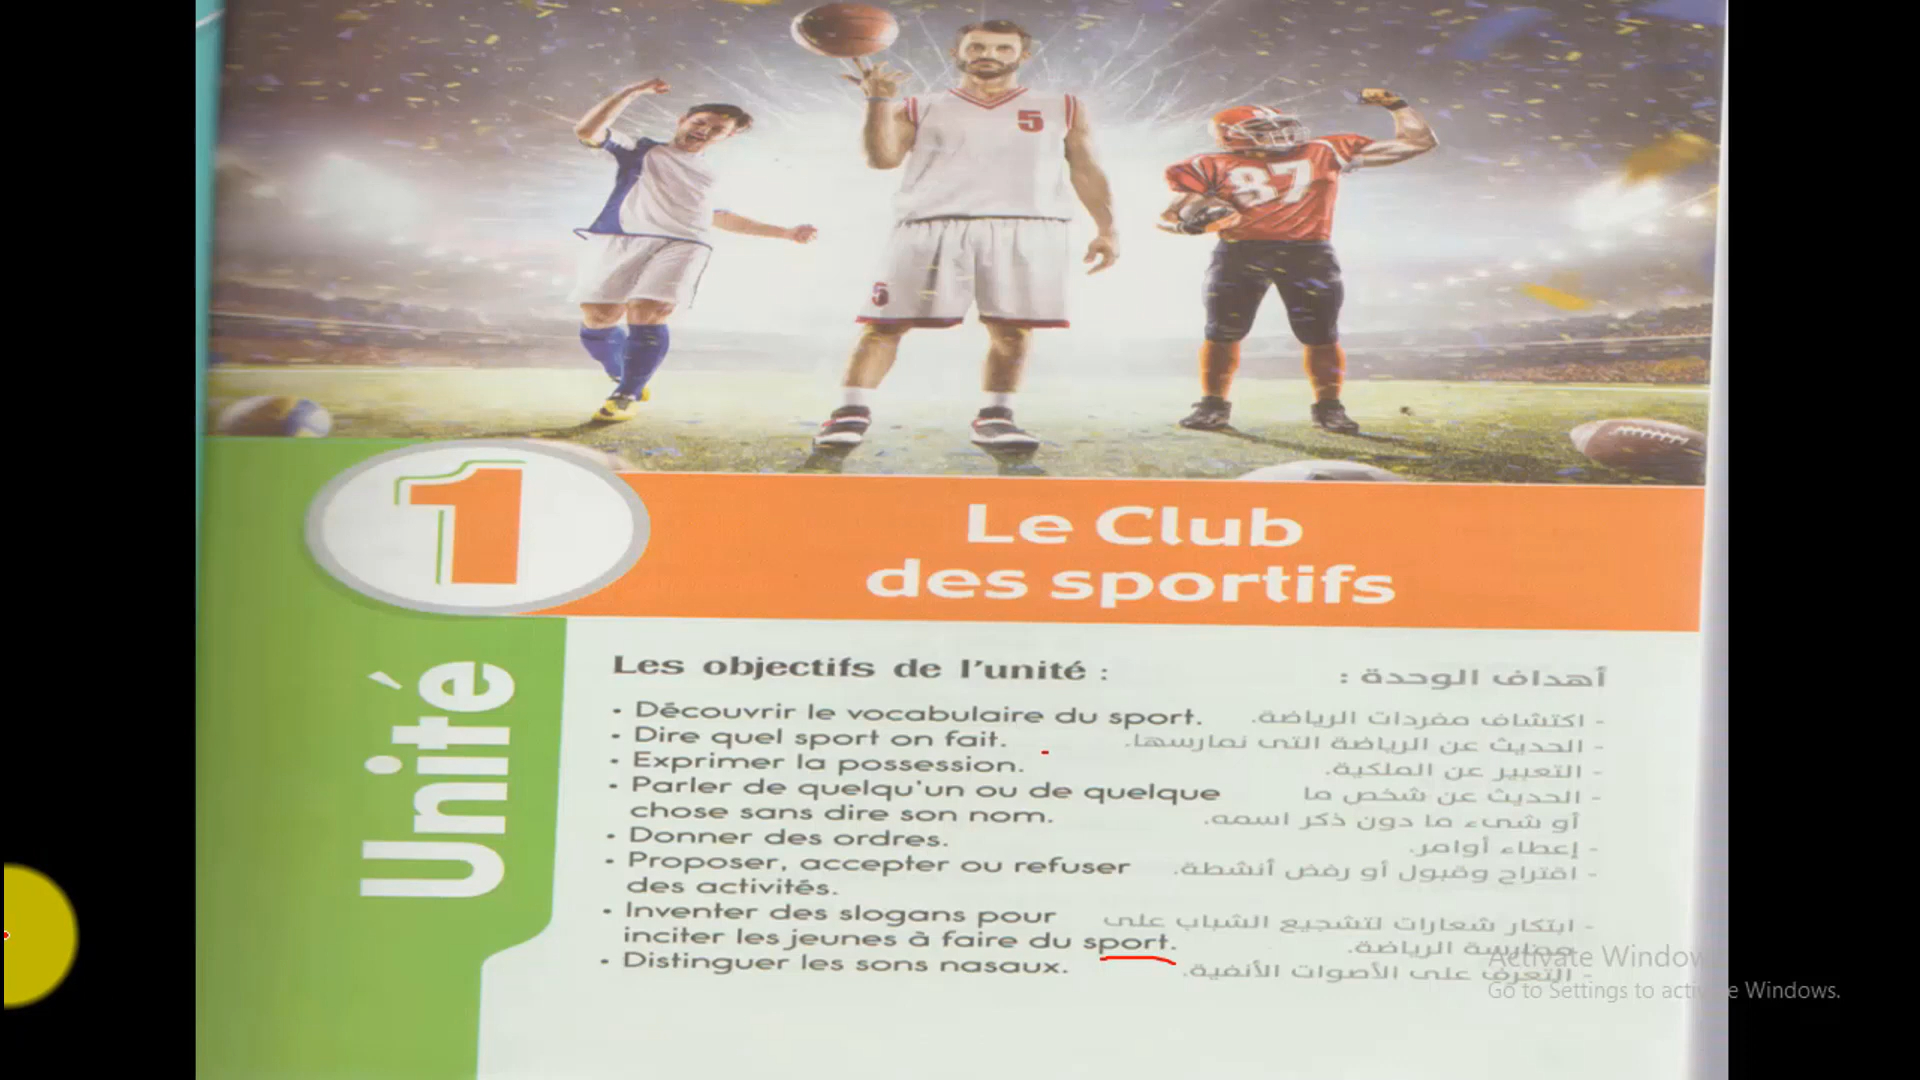 5
87
5
1
Le Club
des sportifs
Unité
Les objectifs de l'unité :
أهداف الوحدة :
• Découvrir le vocabulaire du sport.
- اكتشاف مفردات الرياضة.
• Dire quel sport on fait.
- الحديث عن الرياضة التى نمارسها.
• Exprimer la possession.
- التعبير عن الملكية.
• Parler de quelqu'un ou de quelque
- الحديث عن شخص ما
chose sans dire son nom.
أو شىء ما دون ذكر اسمه.
• Donner des ordres.
- إعطاء أوامر.
• Proposer, accepter ou refuser
- اقتراح وقبول أو رفض أنشطة.
des activités.
• Inventer des slogans pour
- ابتكار شعارات لتشجيع الشباب على
inciter les jeunes à faire du sport.
ممارسة الرياضة.
• Distinguer les sons nasaux.
- التعرف على الأصوات الأنفية.
Activate Windows
Go to Settings to activate Windows.